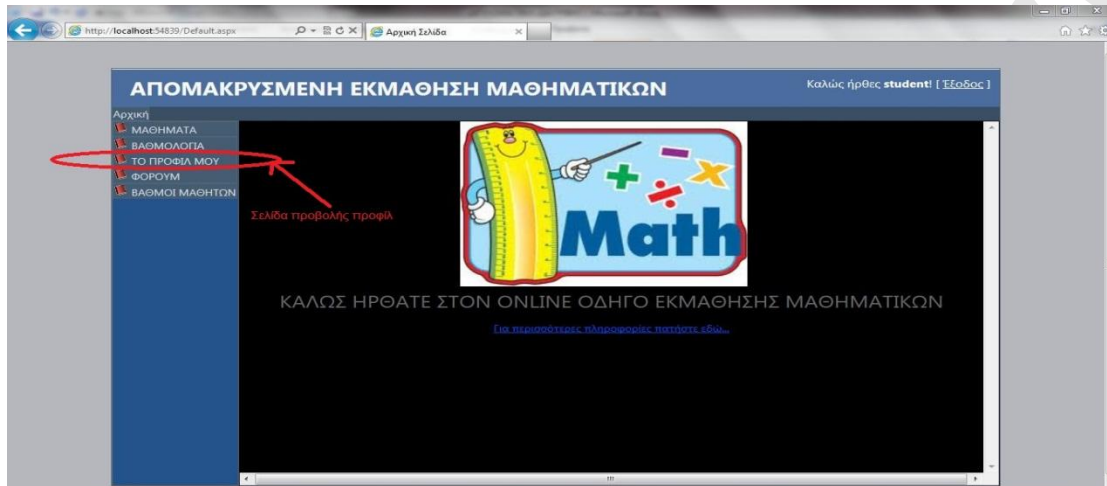 http://localhost:54839/Default.aspx
Αρχική Σελίδα
ΑΠΟΜΑΚΡΥΣΜΕΝΗ ΕΚΜΑΘΗΣΗ ΜΑΘΗΜΑΤΙΚΩΝ
Καλώς ήρθες student! [ Έξοδος ]
Αρχική
ΜΑΘΗΜΑΤΑ
ΒΑΘΜΟΛΟΓΙΑ
ΤΟ ΠΡΟΦΙΛ ΜΟΥ
ΦΟΡΟΥΜ
ΒΑΘΜΟΙ ΜΑΘΗΤΩΝ
Σελίδα προβολής προφίλ
Math
ΚΑΛΩΣ ΗΡΘΑΤΕ ΣΤΟΝ ONLINE ΟΔΗΓΟ ΕΚΜΑΘΗΣΗΣ ΜΑΘΗΜΑΤΙΚΩΝ
Για περισσότερες πληροφορίες πατήστε εδώ...